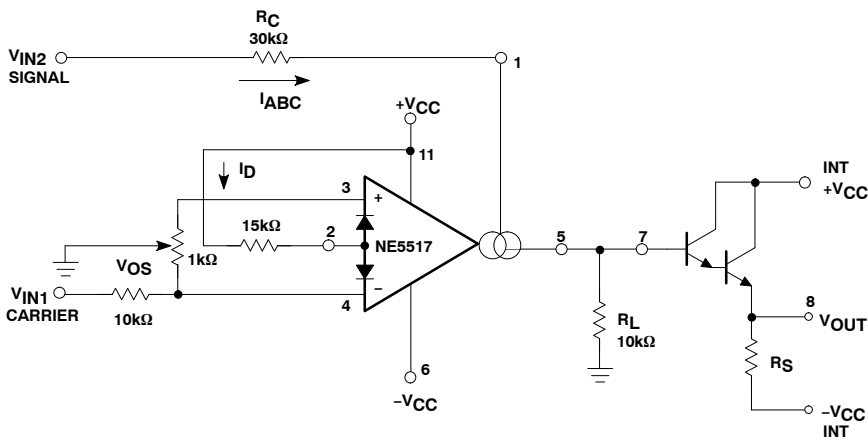 RC
30kΩ
VIN2
SIGNAL
1
IABC
+VCC
11
ID
INT
+VCC
3
+
15kΩ
2
NE5517
5
7
VOS
1kΩ
VIN1
CARRIER
10kΩ
4
−
6
−VCC
RL
10kΩ
8
VOUT
RS
−VCC
INT